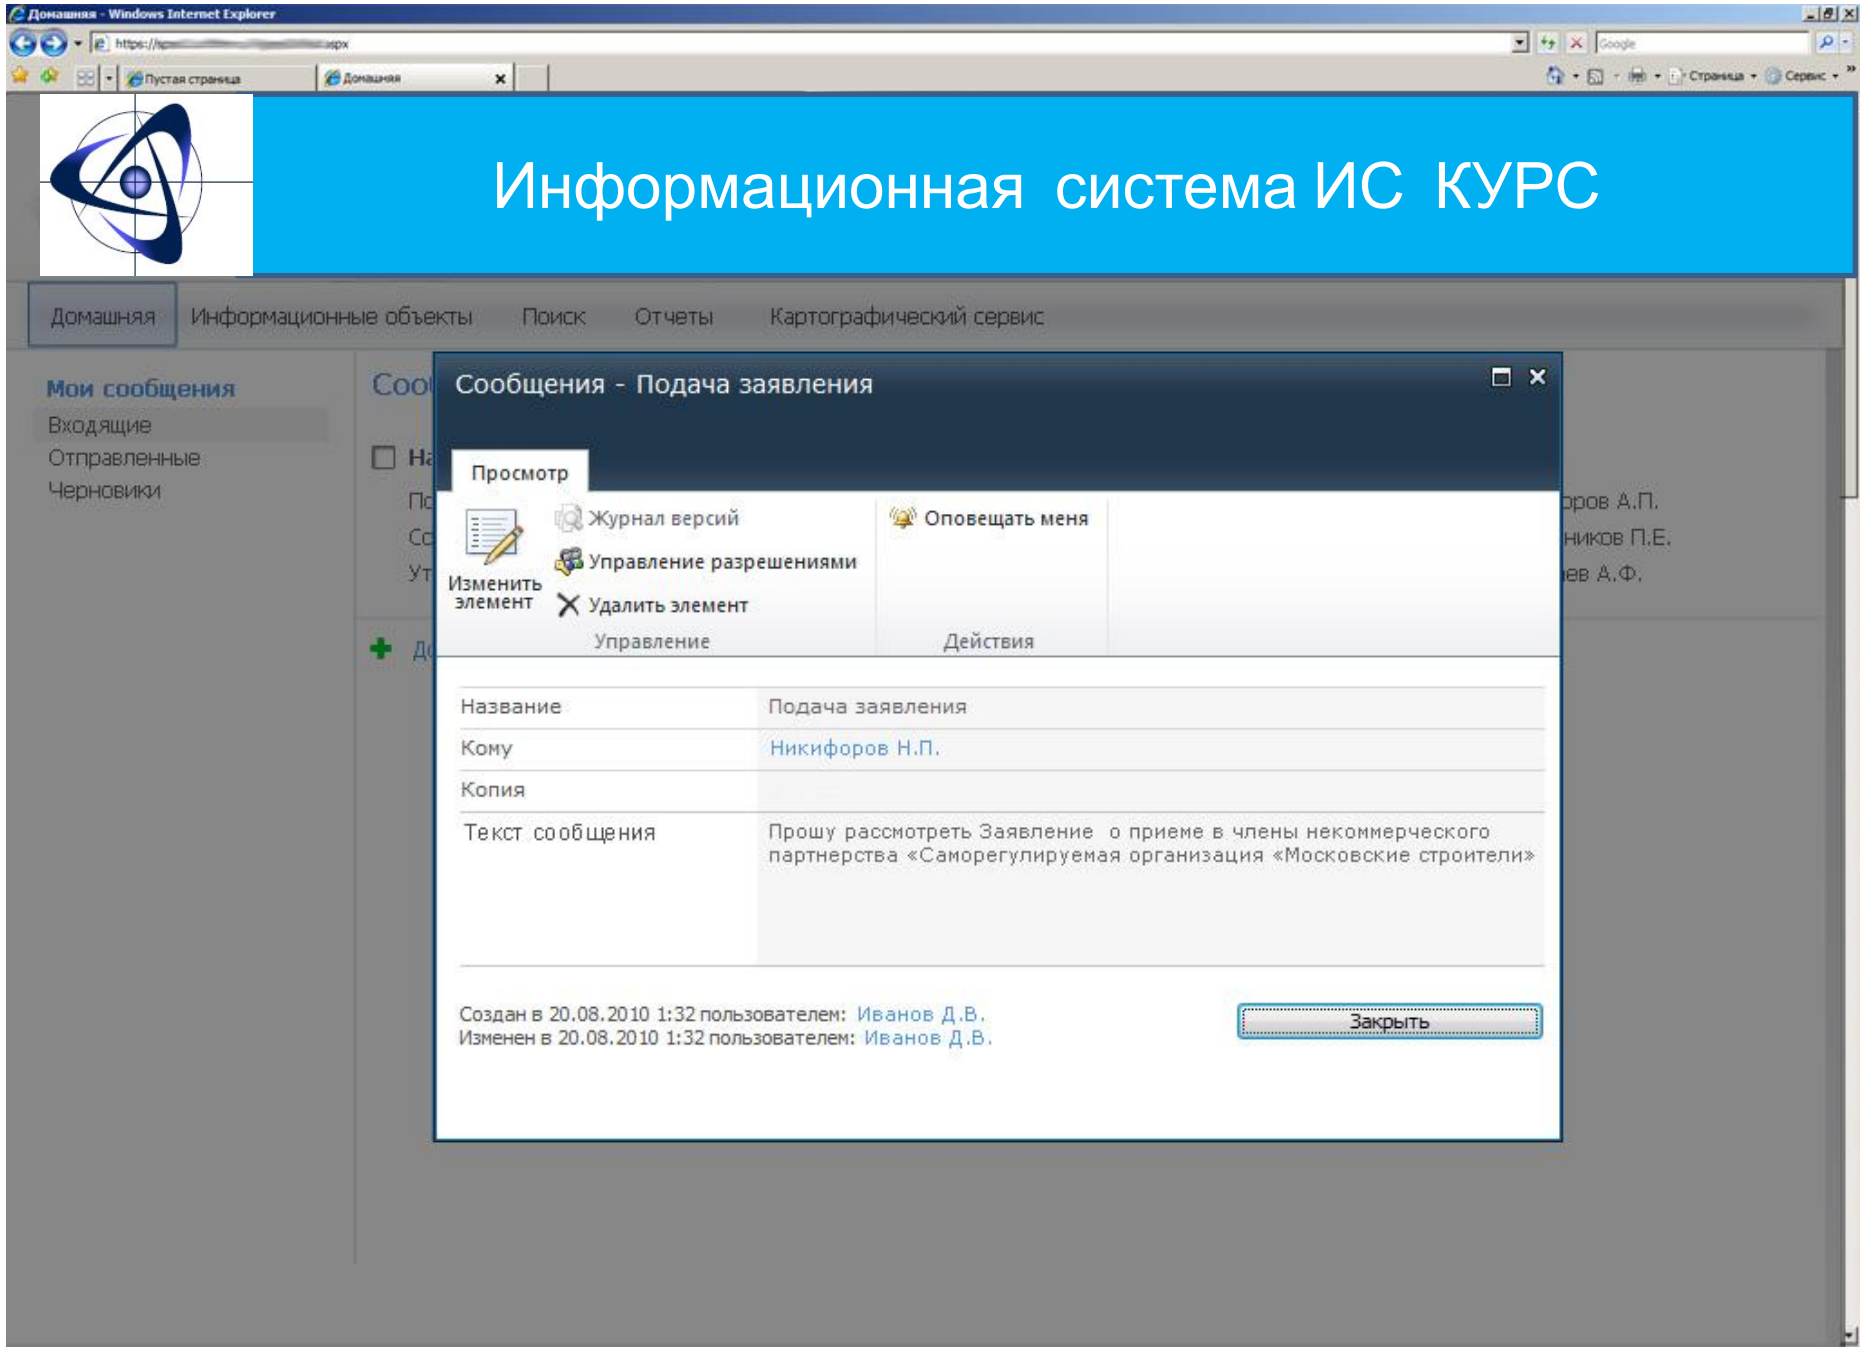 Домашняя - Windows Internet Explorer
https://
Google
Пустая страница
Домашняя
Страница
Сервис
Информационная система ИС КУРС
Домашняя
Информационные объекты
Поиск
Отчеты
Картографический сервис
Мои сообщения
Входящие
Отправленные
Черновики
Сообщения - Подача заявления
Просмотр
Изменить
элемент
Журнал версий
Управление разрешениями
Удалить элемент
Управление
Оповещать меня
Действия
А.П.
П.Е.
А.Ф.
Название Подача заявления
Кому Никифоров Н.П.
Копия
Текст сообщения Прошу рассмотреть Заявление о приеме в члены некоммерческого
партнерства «Саморегулируемая организация «Московские строители»
Создан в 20.08.2010 1:32 пользователем: Иванов Д.В.
Изменен в 20.08.2010 1:32 пользователем: Иванов Д.В.
Закрыть